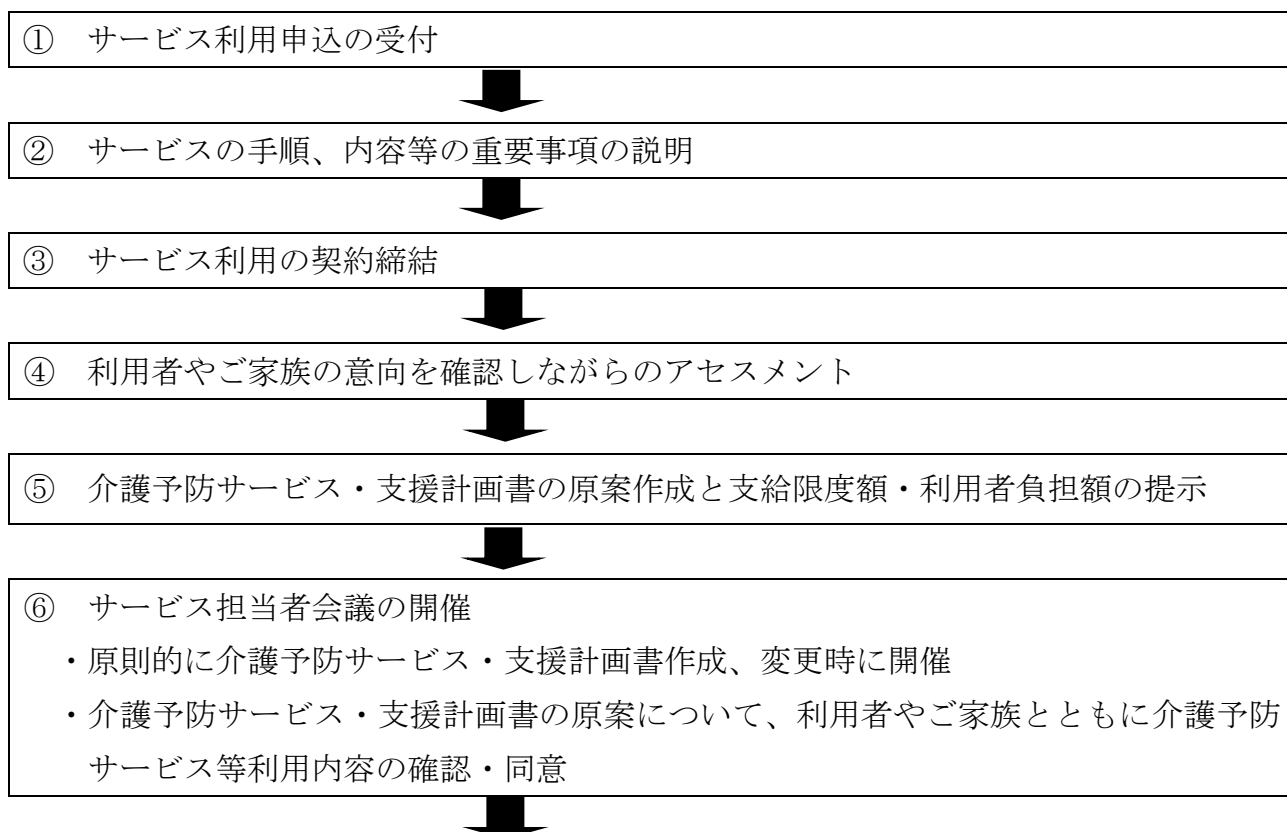 ① サービス利用申込の受付
② サービスの手順、内容等の重要事項の説明
③ サービス利用の契約締結
④ 利用者やご家族の意向を確認しながらのアセスメント
⑤ 介護予防サービス・支援計画書の原案作成と支給限度額・利用者負担額の提示
⑥ サービス担当者会議の開催
・原則的に介護予防サービス・支援計画書作成、変更時に開催
・介護予防サービス・支援計画書の原案について、利用者やご家族とともに介護予防
サービス等利用内容の確認・同意